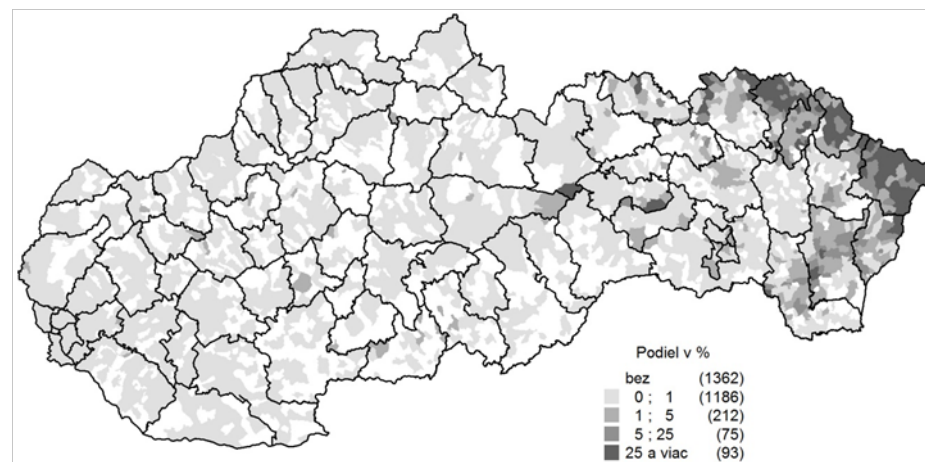 Podiel v %
bez (1362)
0 ; 1 (1186)
1 ; 5 (212)
5 ; 25 (75)
25 a viac (93)